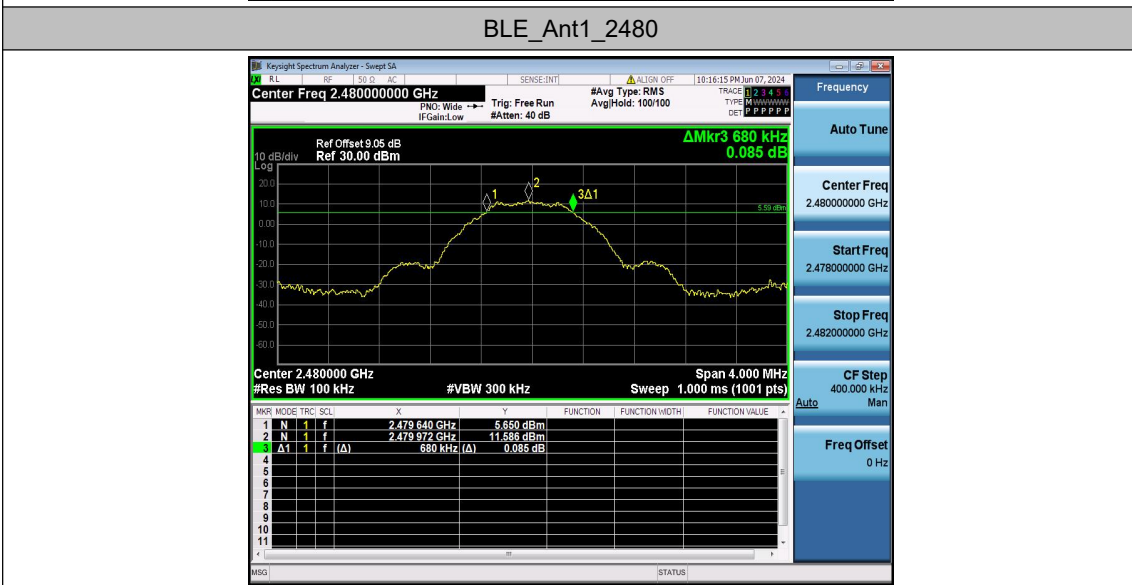 BLE_Ant1_2480
Keysight Spectrum Analyzer - Swept SA
RL RF 50 Ω AC SENSE:INT ALIGN OFF 10:16:15 PM Jun 07, 2024
Center Freq 2.480000000 GHz
PNO: Wide
IFGain:Low
Trig: Free Run
#Atten: 40 dB
#Avg Type: RMS
Avg|Hold: 100/100
TRACE 1 2 3 4 5 6
TYPE M W W W W W
DET P P P P P P
Ref Offset 9.05 dB
10 dB/div Ref 30.00 dBm
Log
ΔMkr3 680 kHz
0.085 dB
20.0
10.0
0.00
-10.0
-20.0
-30.0
-40.0
-50.0
-60.0
1
2
3Δ1
5.59 dBm
Center 2.480000 GHz Span 4.000 MHz
#Res BW 100 kHz #VBW 300 kHz Sweep 1.000 ms (1001 pts)
MKR MODE TRC SCL X Y FUNCTION FUNCTION WIDTH FUNCTION VALUE
1 N 1 f 2.479 640 GHz 5.650 dBm
2 N 1 f 2.479 972 GHz 11.586 dBm
3 Δ1 1 f (Δ) 680 kHz (Δ) 0.085 dB
4
5
6
7
8
9
10
11
MSG STATUS
Frequency
Auto Tune
Center Freq
2.480000000 GHz
Start Freq
2.478000000 GHz
Stop Freq
2.482000000 GHz
CF Step
400.000 kHz
Auto Man
Freq Offset
0 Hz